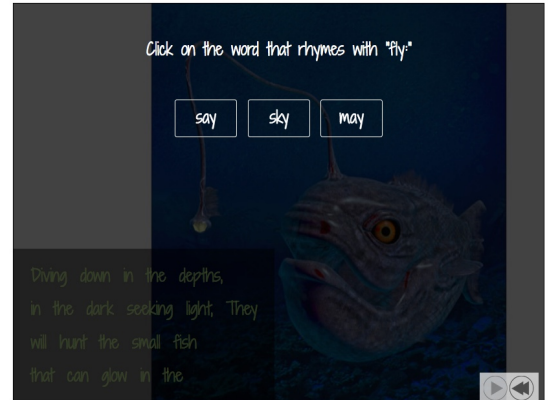 Click on the word that rhymes with "fly:"
say sky may
Diving down in the depths,
in the dark seeking light, They
will hunt the small fish
that can glow in the